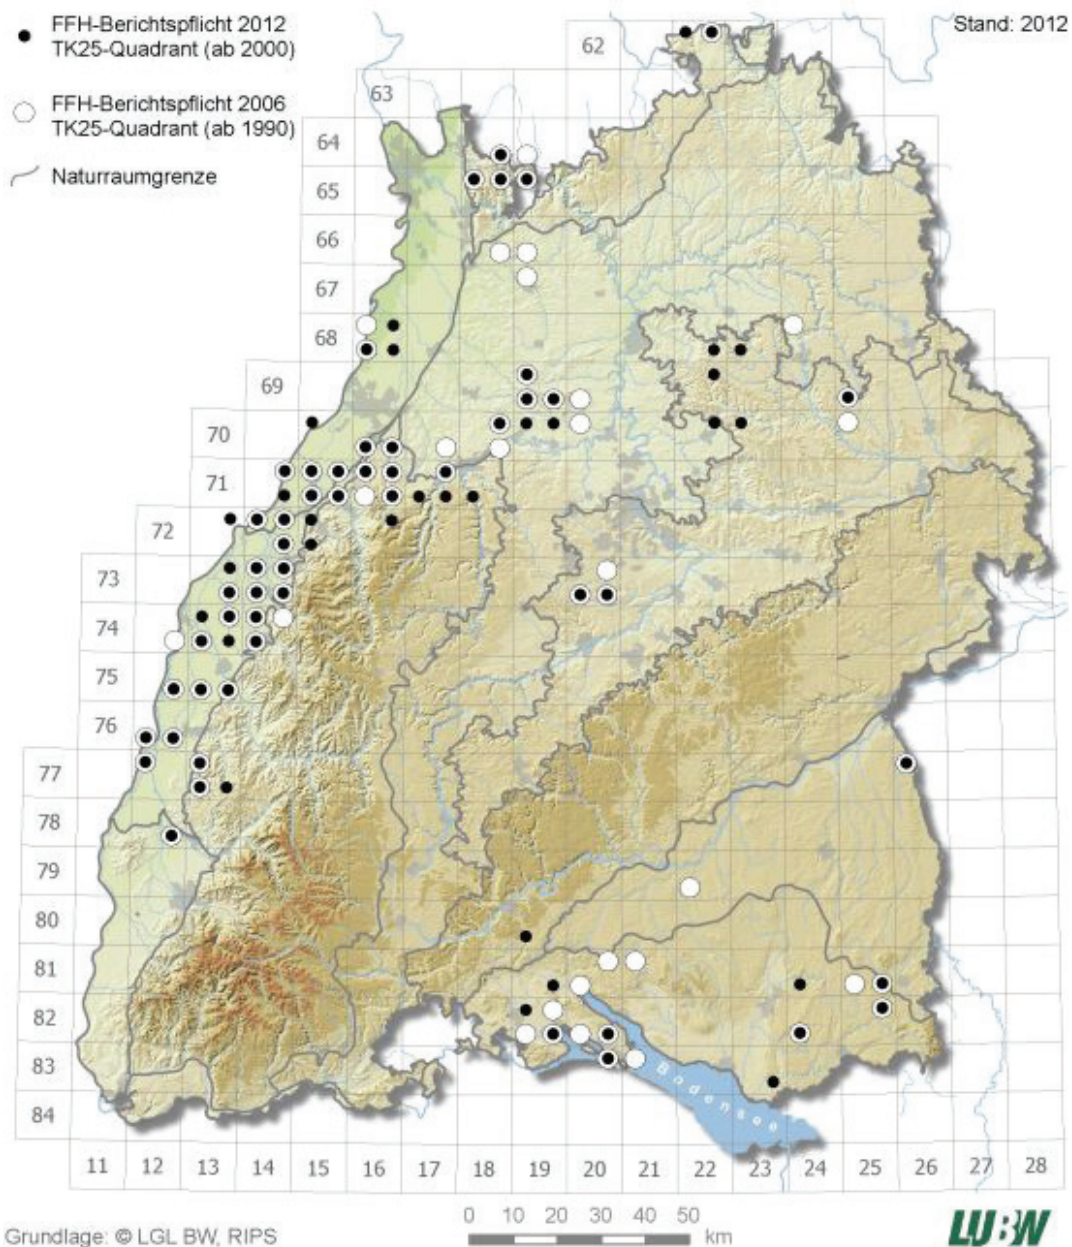 FFH-Berichtspflicht 2012
TK25-Quadrant (ab 2000)
FFH-Berichtspflicht 2006
TK25-Quadrant (ab 1990)
Naturraumgrenze
Stand: 2012
62
63
64
65
66
67
68
69
70
71
72
73
74
75
76
77
78
79
80
81
82
83
84
Bodensee
11 12 13 14 15 16 17 18 19 20 21 22 23 24 25 26 27 28
0 10 20 30 40 50
km
Grundlage: © LGL BW, RIPS
LUBW